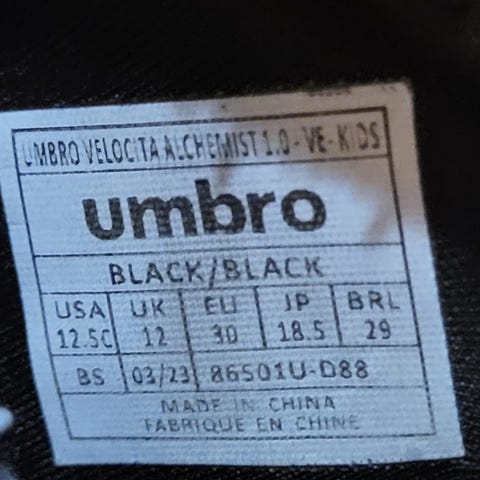 UMBRO VELOCITA ALCHEMIST 1.0 - VE - KIDS
umbro
BLACK/BLACK
USA UK EU JP BRL
12.5C 12 30 18.5 29
BS 03/23 86501U-D88
MADE IN CHINA
FABRIQUE EN CHINE